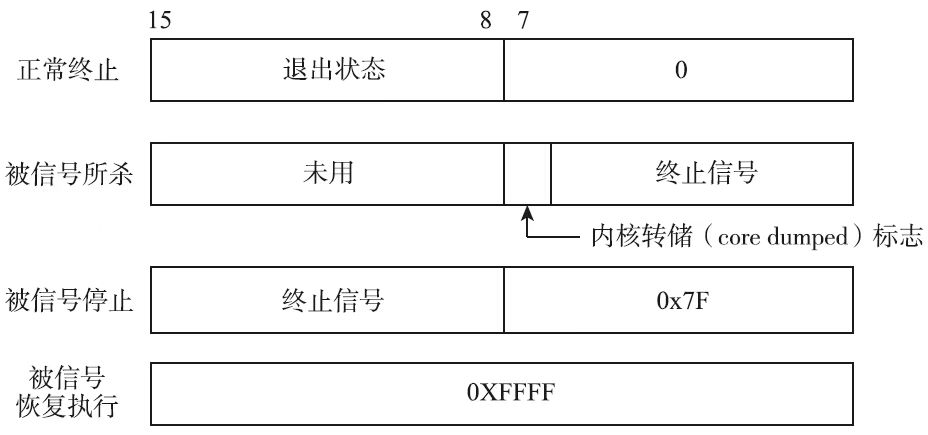 15 8 7
正常终止 退出状态 0
被信号所杀 未用 终止信号
内核转储（core dumped）标志
被信号停止 终止信号 0x7F
被信号
恢复执行 0XFFFF